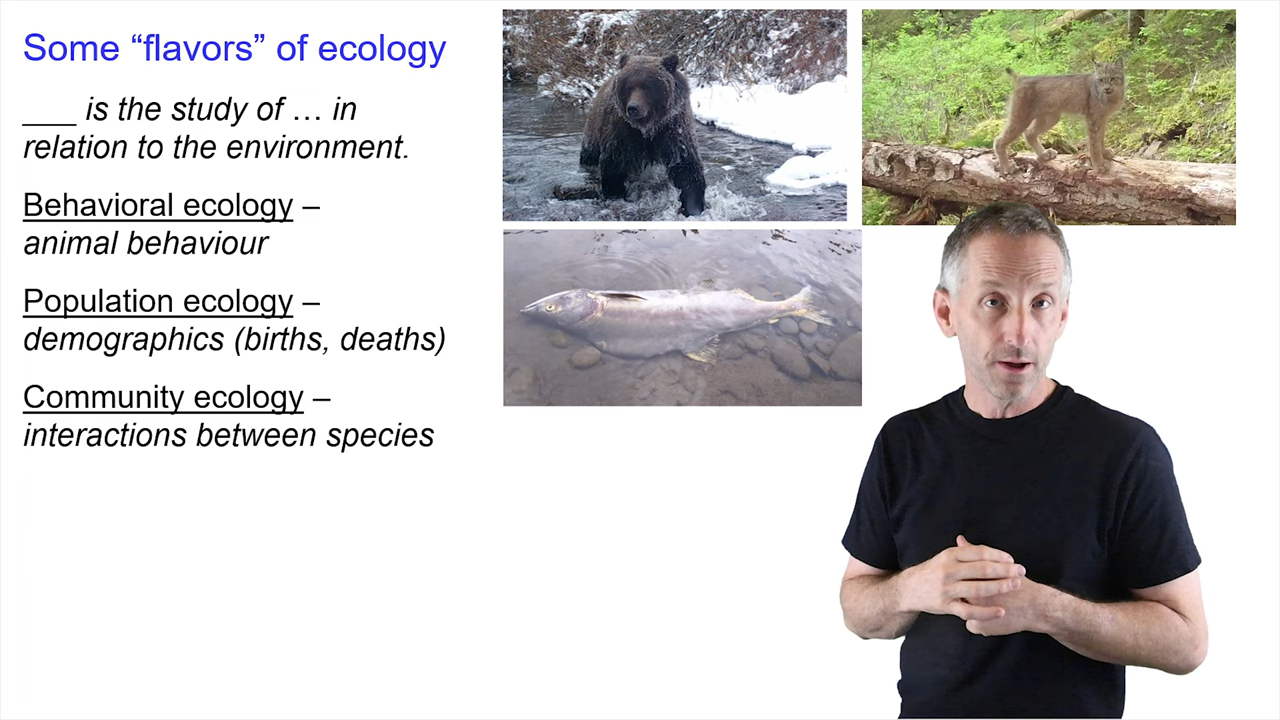 Some “flavors” of ecology
___ is the study of … in
relation to the environment.
Behavioral ecology –
animal behaviour
Population ecology –
demographics (births, deaths)
Community ecology –
interactions between species